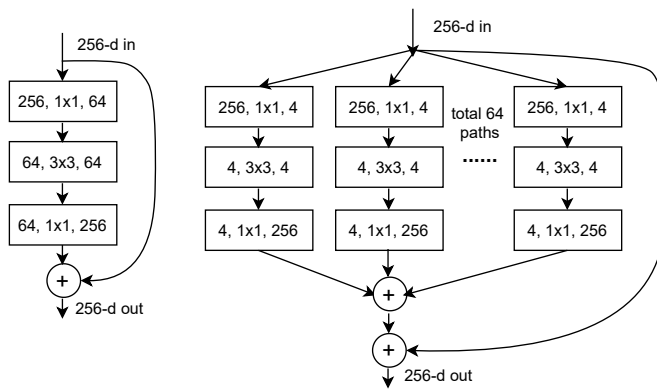 256-d in
256, 1x1, 64
64, 3x3, 64
64, 1x1, 256
+
256-d out
256-d in
256, 1x1, 4
256, 1x1, 4
total 64
paths
......
256, 1x1, 4
4, 3x3, 4
4, 3x3, 4
4, 3x3, 4
4, 1x1, 256
4, 1x1, 256
4, 1x1, 256
+
+
256-d out